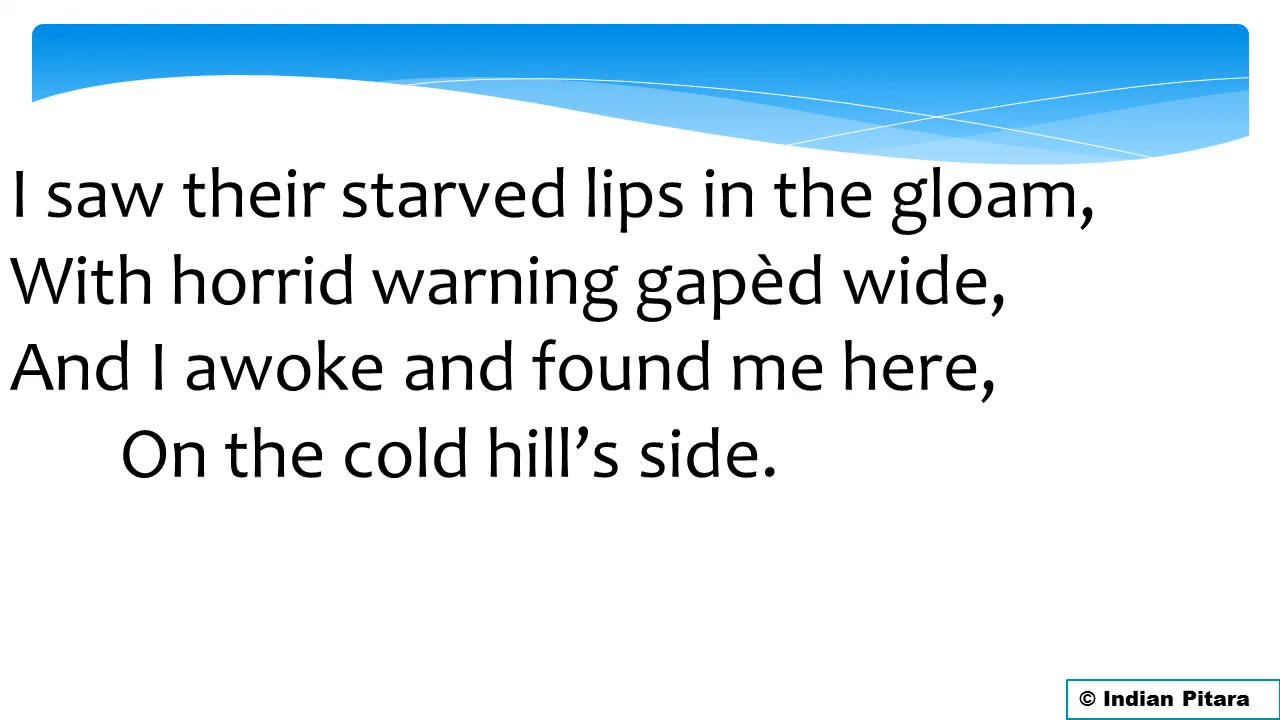 I saw their starved lips in the gloam,
With horrid warning gapèd wide,
And I awoke and found me here,
On the cold hill’s side.
© Indian Pitara